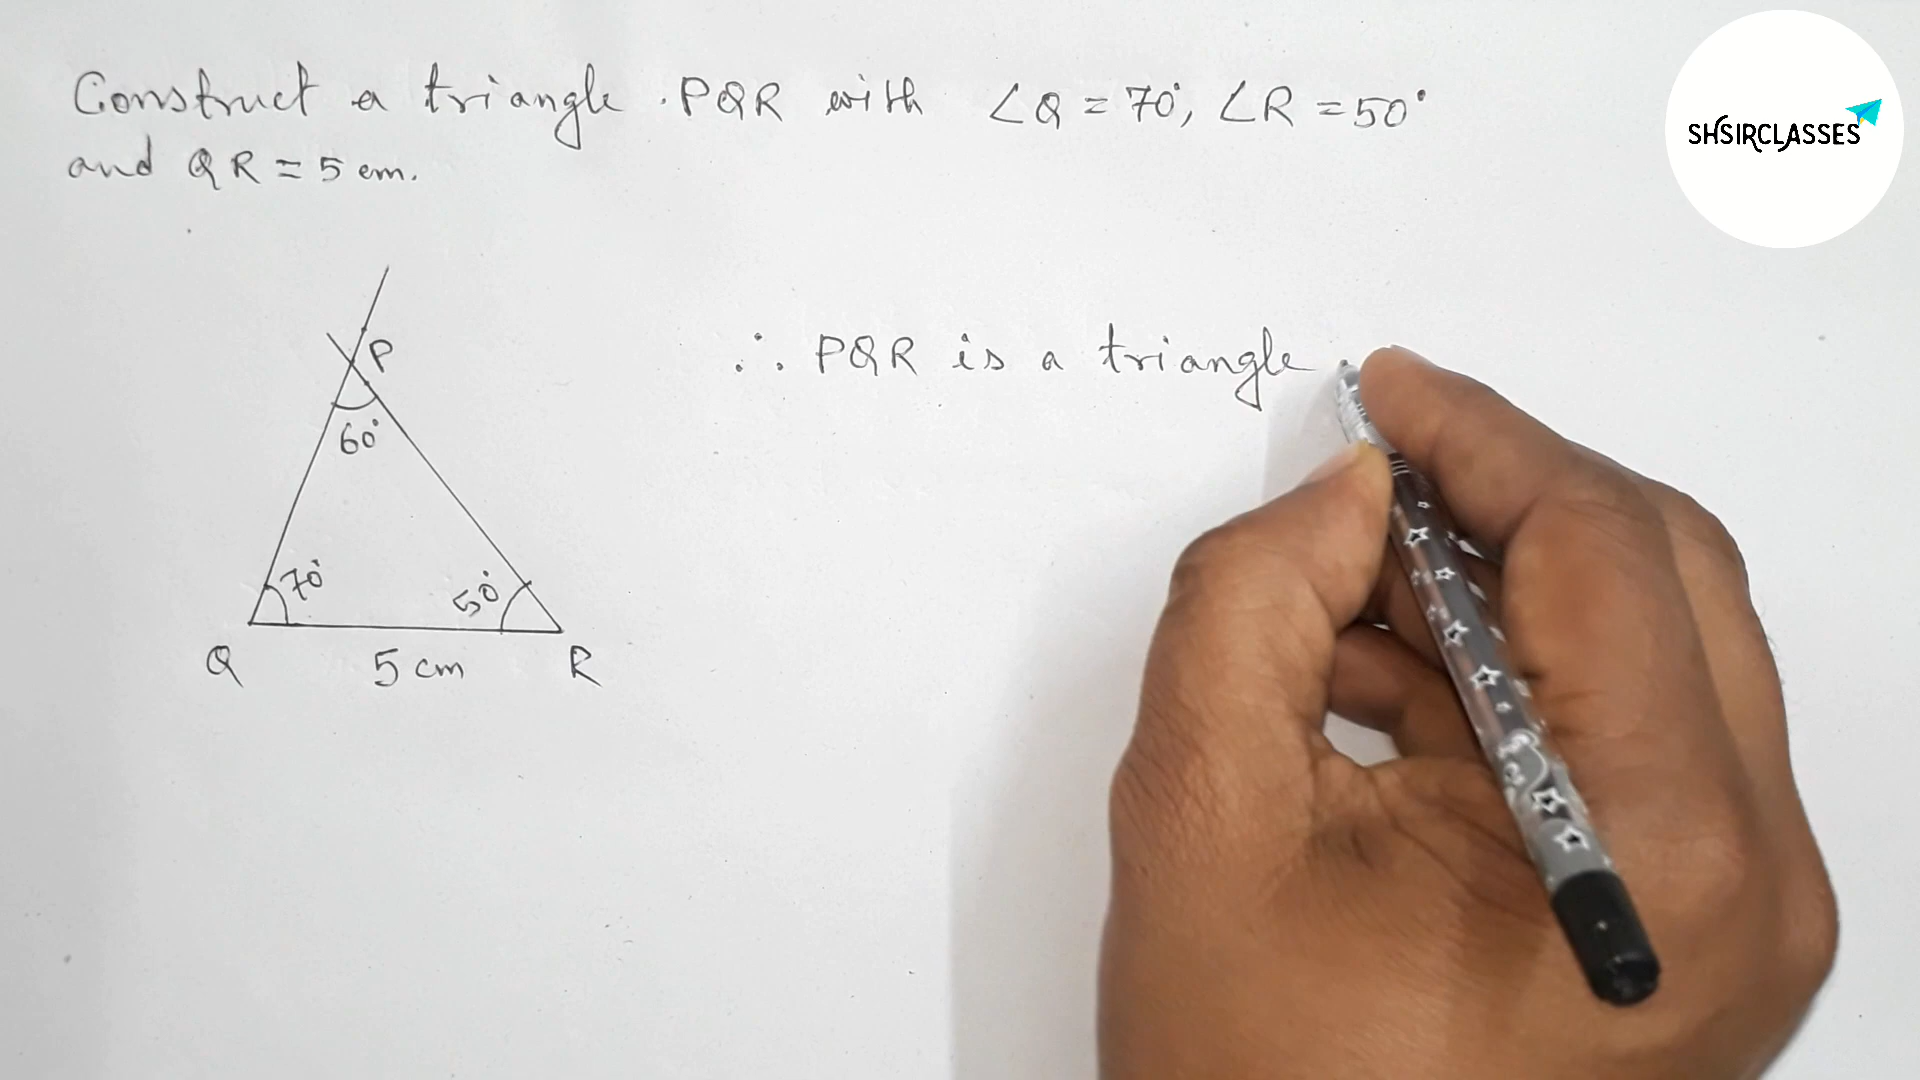 Construct a triangle PQR with ∠Q = 70°, ∠R = 50°
and QR = 5 cm.
SHSIRCLASSES
P
60°
70°
50°
Q
5 cm
R
∴ PQR is a triangle